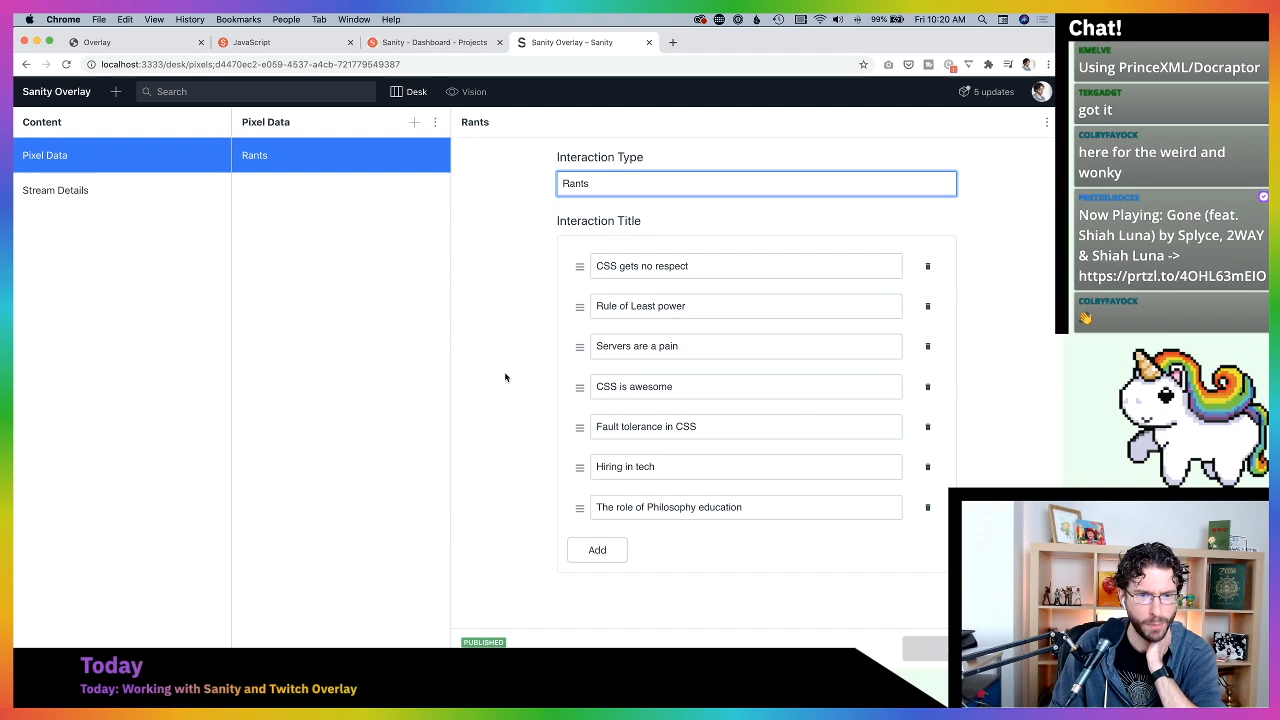 Chrome File Edit View History Bookmarks People Tab Window Help
99% Fri 10:20 AM
Overlay
JavaScript
Sanity - Dashboard - Projects
Sanity Overlay – Sanity
localhost:3333/desk/pixels;d4470ec2-e059-4537-a4cb-721779549387
Sanity Overlay
Search
Desk
Vision
5 updates
Content
Pixel Data
Stream Details
Pixel Data
Rants
Rants
Interaction Type
Rants
Interaction Title
CSS gets no respect
Rule of Least power
Servers are a pain
CSS is awesome
Fault tolerance in CSS
Hiring in tech
The role of Philosophy education
Add
PUBLISHED
Chat!
KMELVE
Using PrinceXML/Docraptor
TEKGADGT
got it
COLBYFAYOCK
here for the weird and
wonky
PRETZELROCKS
Now Playing: Gone (feat.
Shiah Luna) by Splyce, 2WAY
& Shiah Luna ->
https://prtzl.to/4OHL63mEIO
COLBYFAYOCK
👋
Today
Today: Working with Sanity and Twitch Overlay